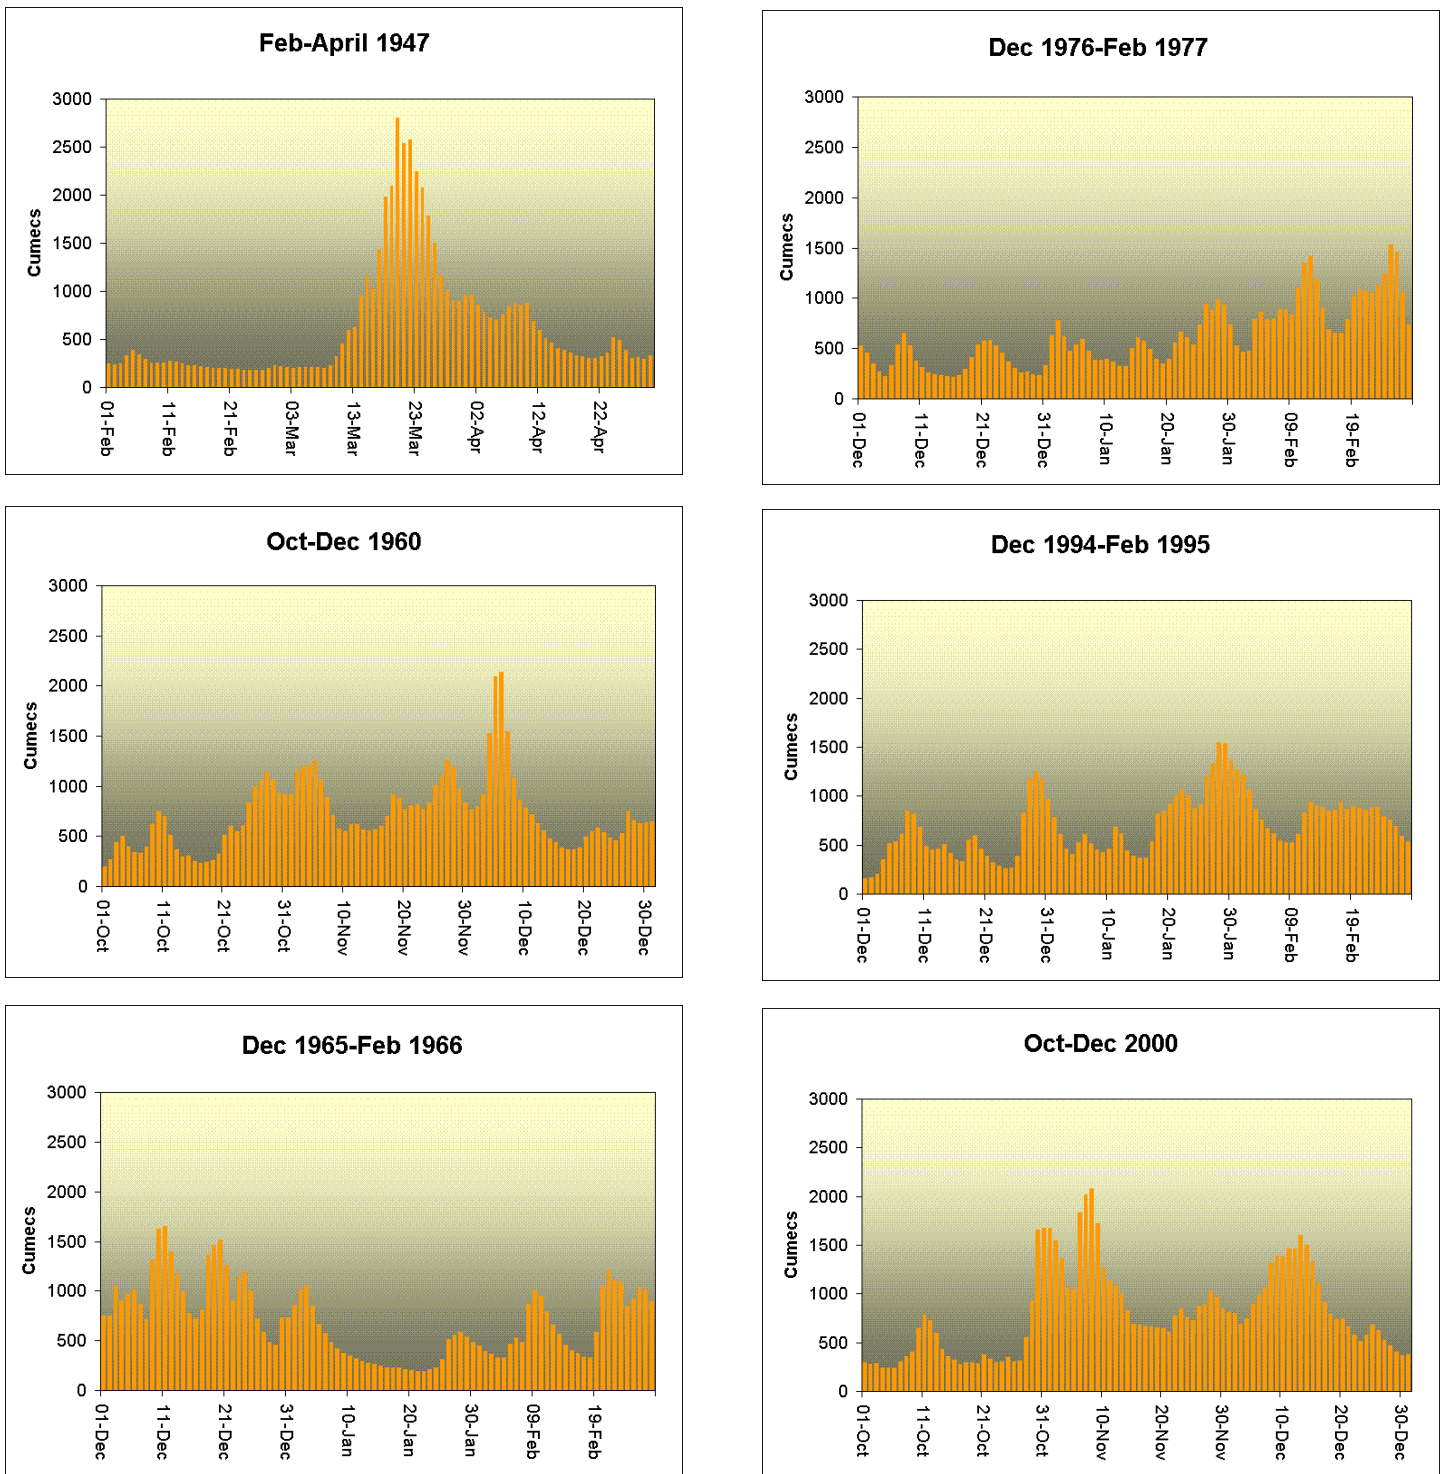 Feb-April 1947
3000
2500
2000
1500
1000
500
0
Cumecs
01-Feb
11-Feb
21-Feb
03-Mar
13-Mar
23-Mar
02-Apr
12-Apr
22-Apr
Dec 1976-Feb 1977
3000
2500
2000
1500
1000
500
0
Cumecs
01-Dec
11-Dec
21-Dec
31-Dec
10-Jan
20-Jan
30-Jan
09-Feb
19-Feb
Oct-Dec 1960
3000
2500
2000
1500
1000
500
0
Cumecs
01-Oct
11-Oct
21-Oct
31-Oct
10-Nov
20-Nov
30-Nov
10-Dec
20-Dec
30-Dec
Dec 1994-Feb 1995
3000
2500
2000
1500
1000
500
0
Cumecs
01-Dec
11-Dec
21-Dec
31-Dec
10-Jan
20-Jan
30-Jan
09-Feb
19-Feb
Dec 1965-Feb 1966
3000
2500
2000
1500
1000
500
0
Cumecs
01-Dec
11-Dec
21-Dec
31-Dec
10-Jan
20-Jan
30-Jan
09-Feb
19-Feb
Oct-Dec 2000
3000
2500
2000
1500
1000
500
0
Cumecs
01-Oct
11-Oct
21-Oct
31-Oct
10-Nov
20-Nov
30-Nov
10-Dec
20-Dec
30-Dec